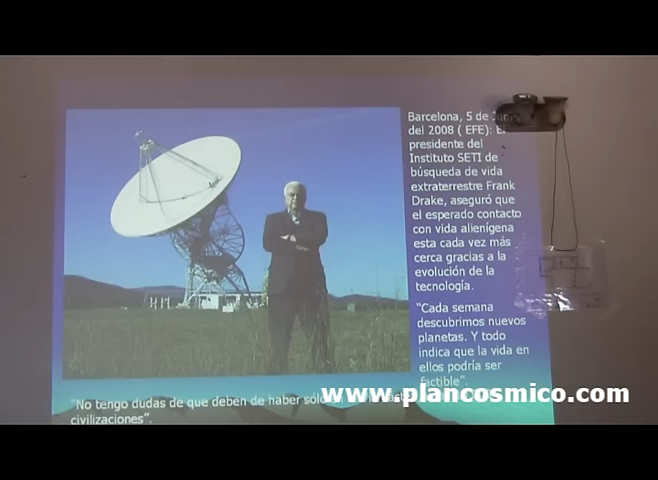 Barcelona, 5 de
del 2008 ( EFE): El
presidente del
Instituto SETI de
búsqueda de vida
extraterrestre Frank
Drake, aseguró que
el esperado contacto
con vida alienígena
esta cada vez más
cerca gracias a la
evolución de la
tecnología.
"Cada semana
descubrimos nuevos
planetas. Y todo
indica que la vida en
ellos podría ser
factible".
"No tengo dudas de que deben de haber sólo
civilizaciones".
www.plancosmico.com